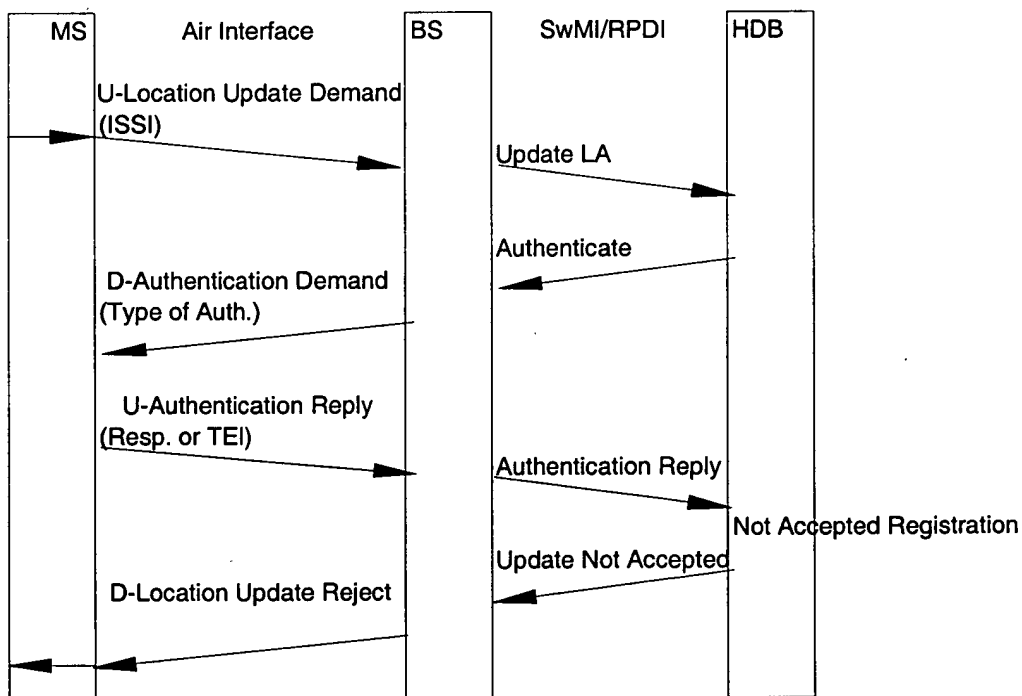 MS Air Interface BS SwMI/RPDI HDB
U-Location Update Demand
(ISSI)
Update LA
Authenticate
D-Authentication Demand
(Type of Auth.)
U-Authentication Reply
(Resp. or TEI)
Authentication Reply
Not Accepted Registration
Update Not Accepted
D-Location Update Reject